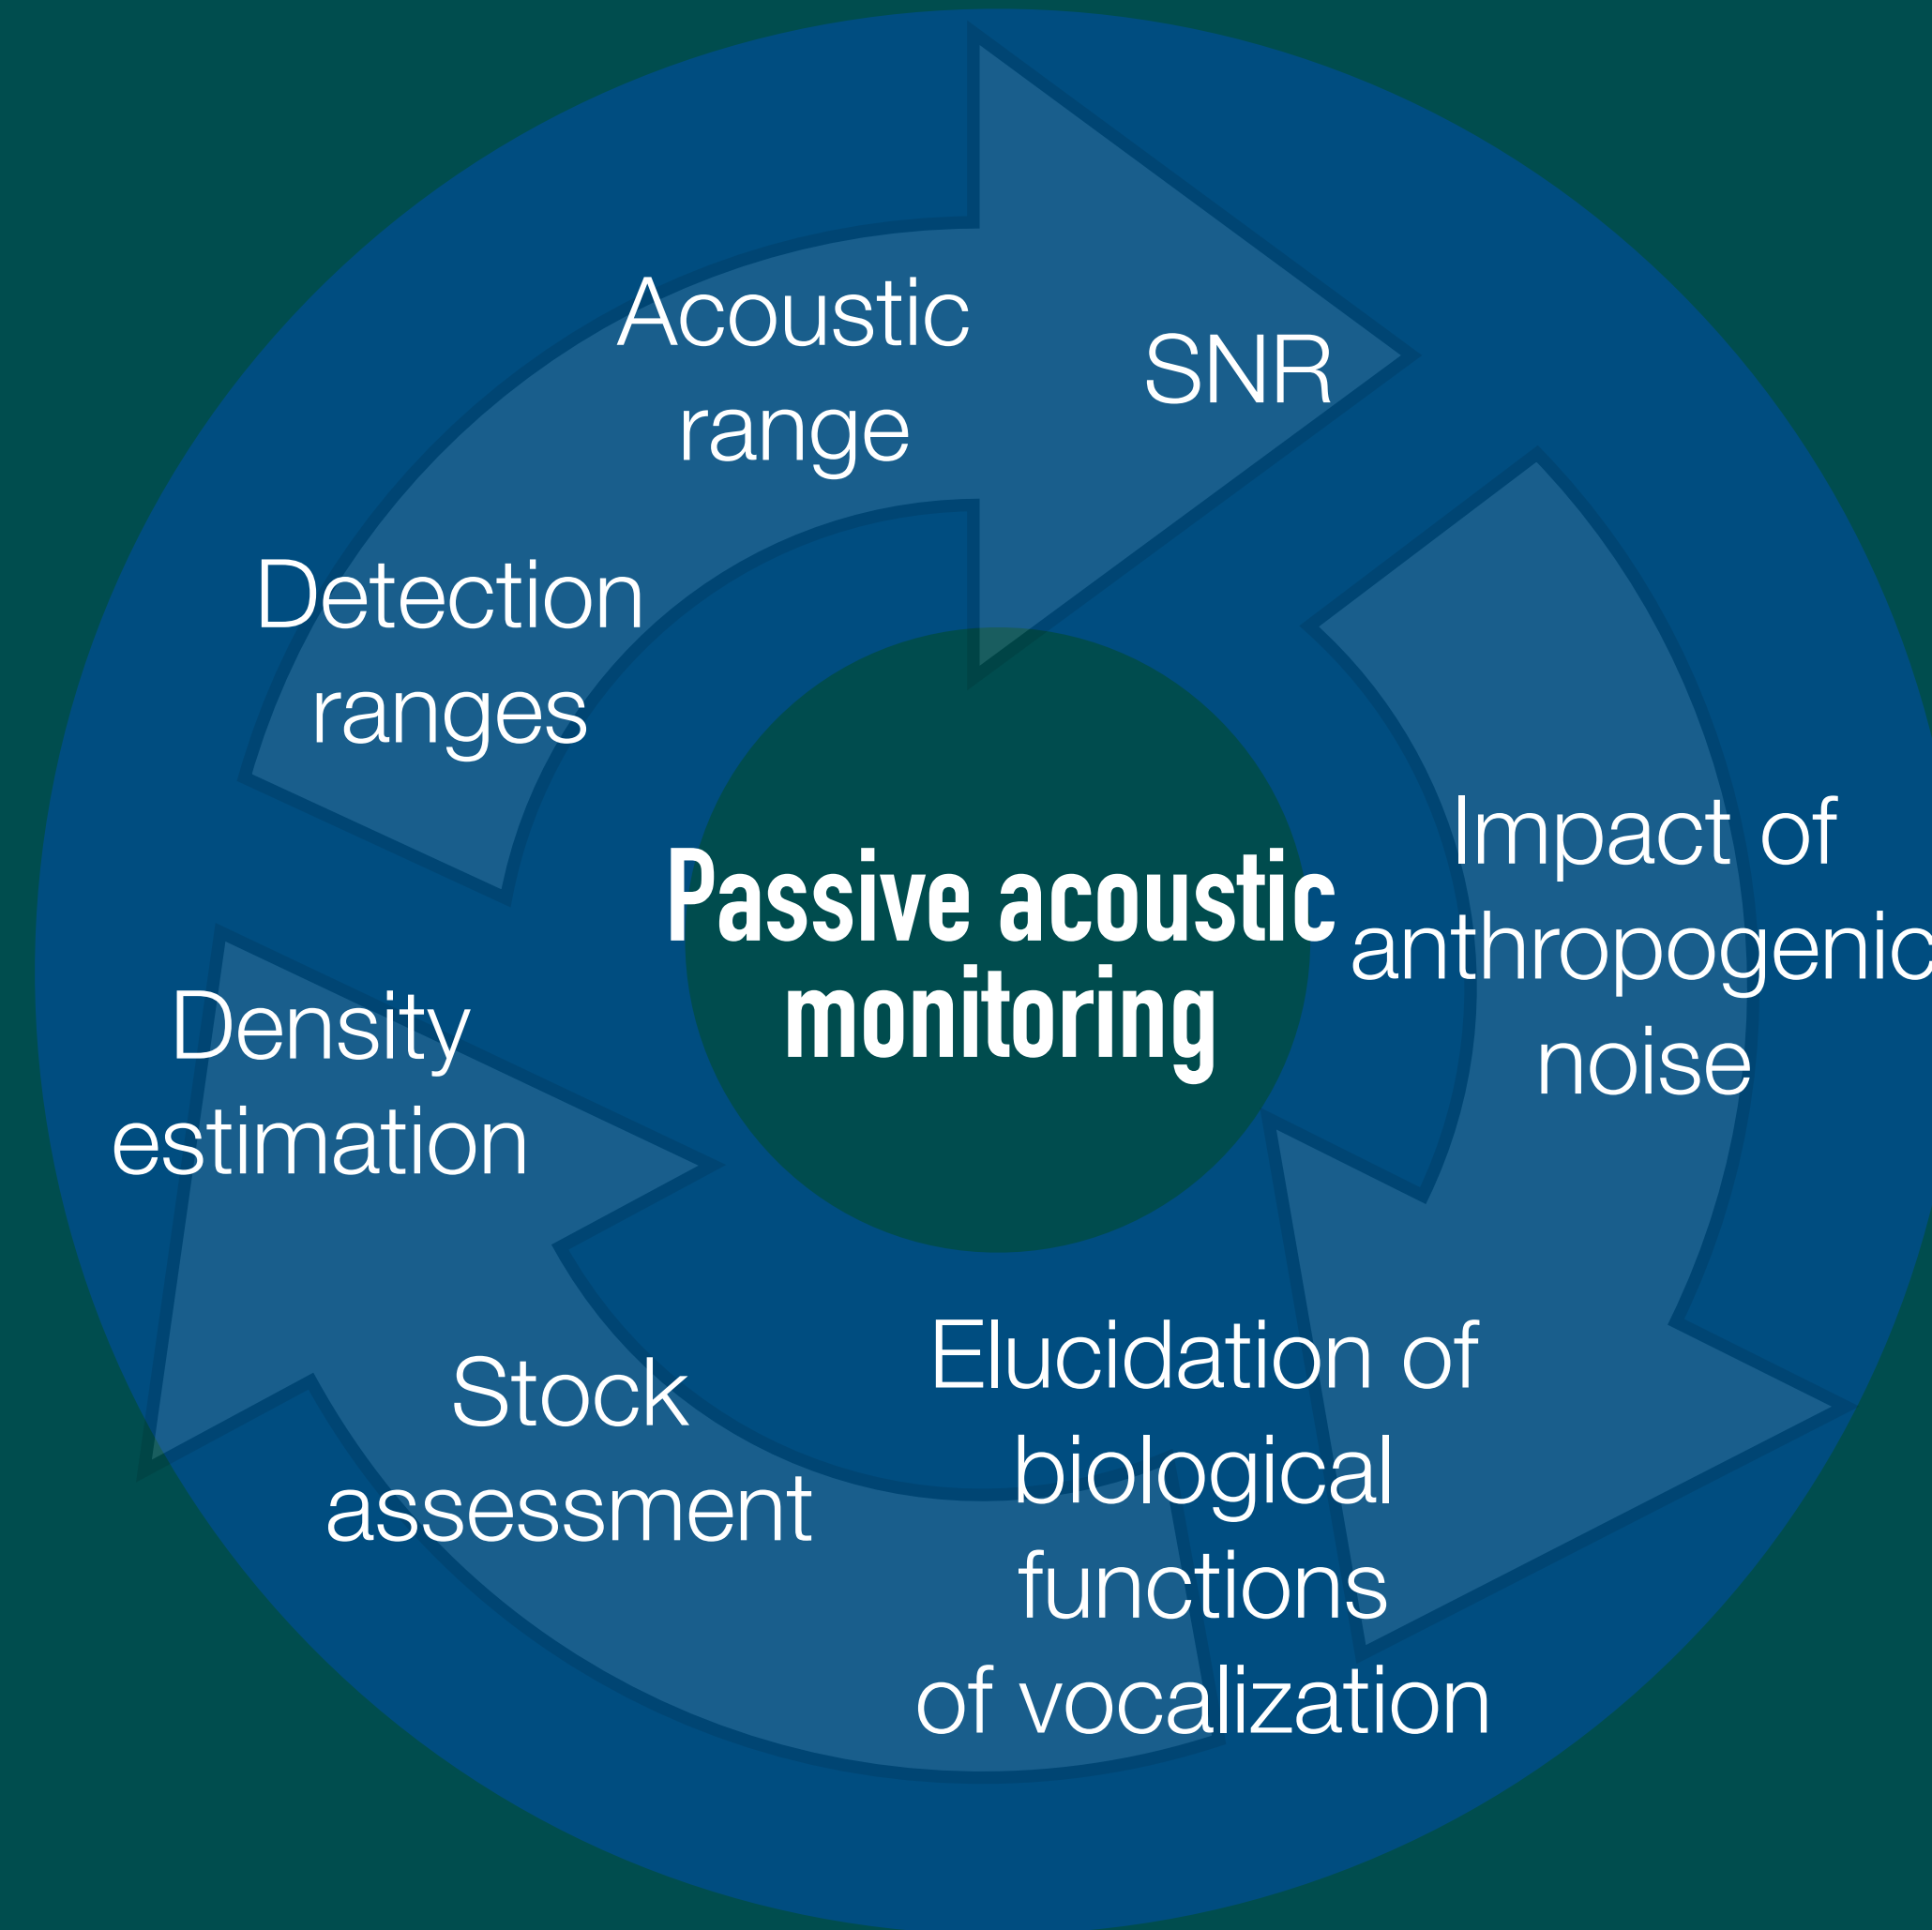 Acoustic
range
SNR
Detection
ranges
Impact of
anthropogenic
noise
Passive acoustic
monitoring
Density
estimation
Elucidation of
biological
functions
of vocalization
Stock
assessment